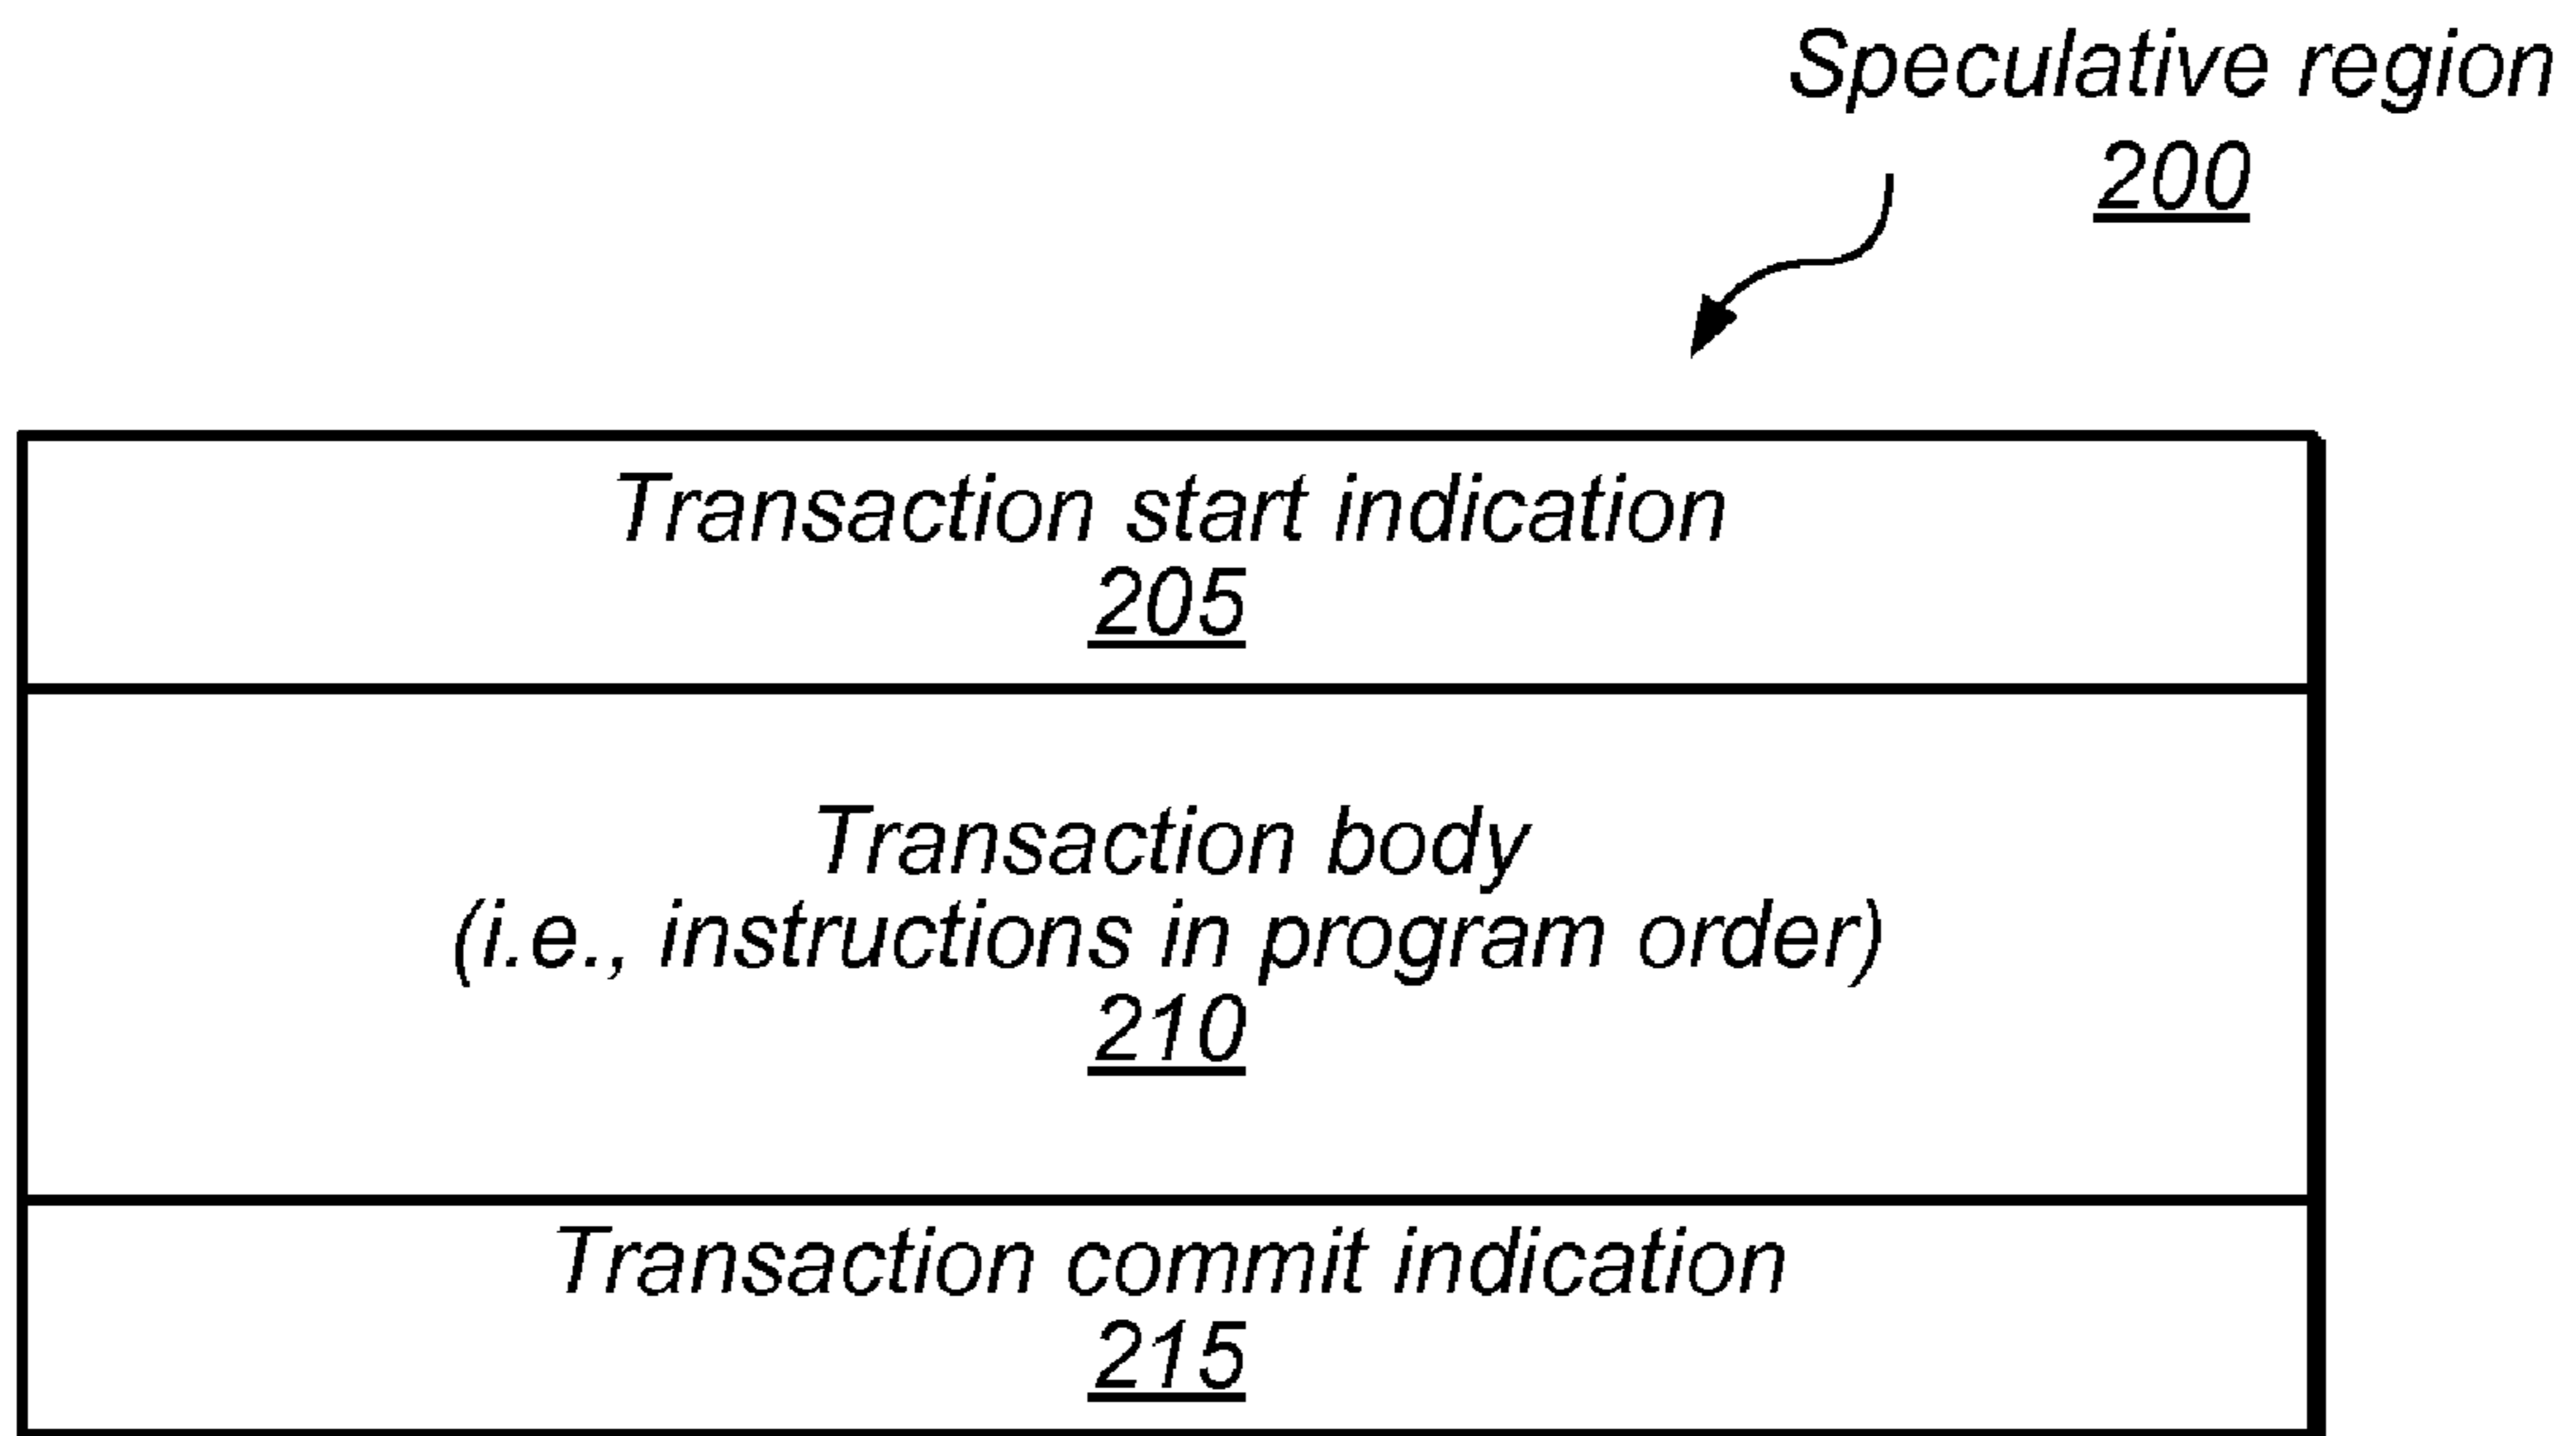 Speculative region
200
Transaction start indication
205
Transaction body
(i.e., instructions in program order)
210
Transaction commit indication
215